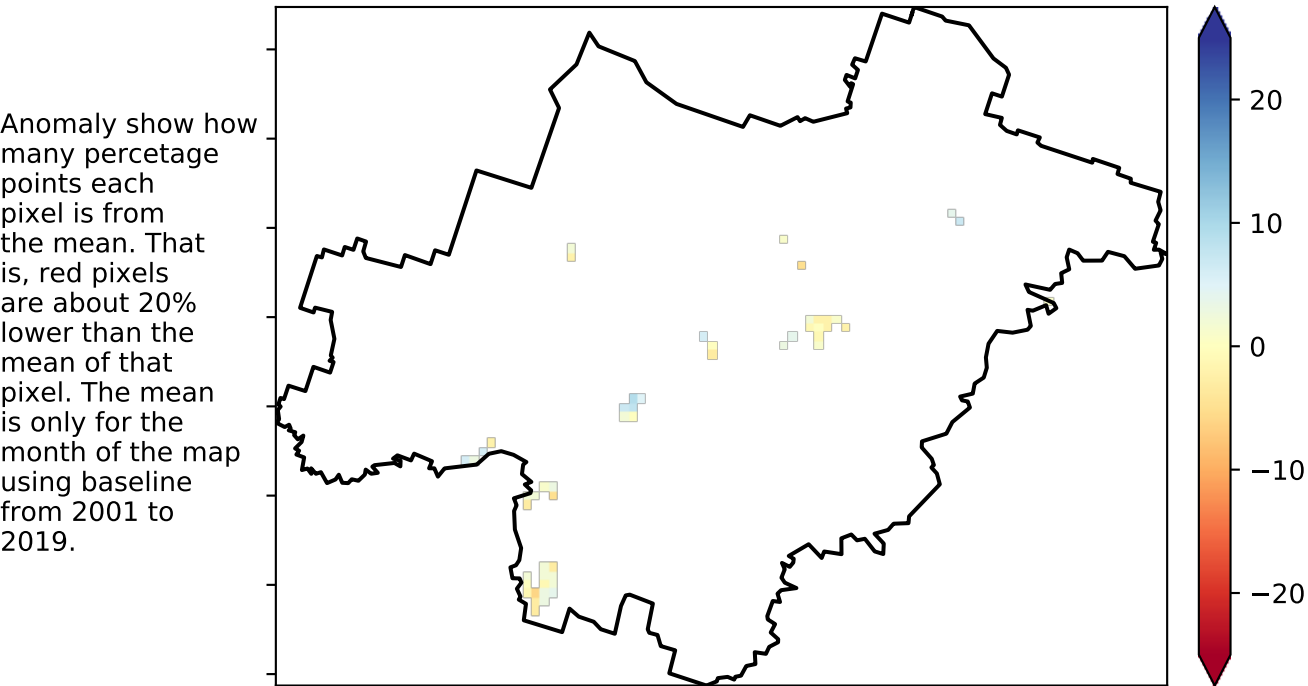 Anomaly show how
many percetage
points each
pixel is from
the mean. That
is, red pixels
are about 20%
lower than the
mean of that
pixel. The mean
is only for the
month of the map
using baseline
from 2001 to
2019.
20
10
0
−10
−20